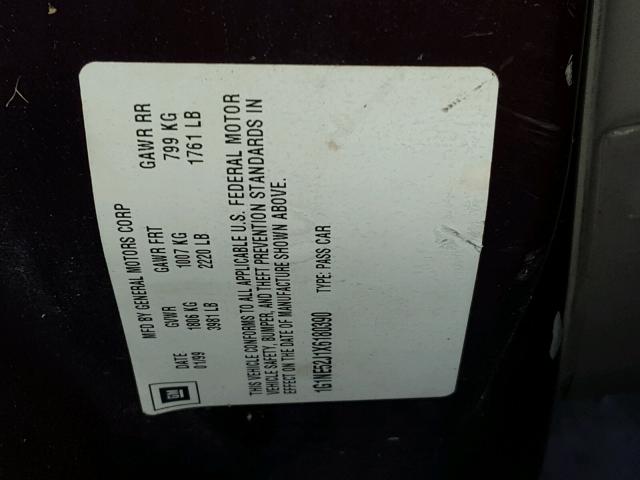 GM
MFD BY GENERAL MOTORS CORP
DATE GVWR GAWR FRT GAWR RR
01/99 1806 KG 1007 KG 799 KG
3981 LB 2220 LB 1761 LB
THIS VEHICLE CONFORMS TO ALL APPLICABLE U.S. FEDERAL MOTOR
VEHICLE SAFETY, BUMPER, AND THEFT PREVENTION STANDARDS IN
EFFECT ON THE DATE OF MANUFACTURE SHOWN ABOVE.
1G1NE52J1X6180390 TYPE: PASS CAR